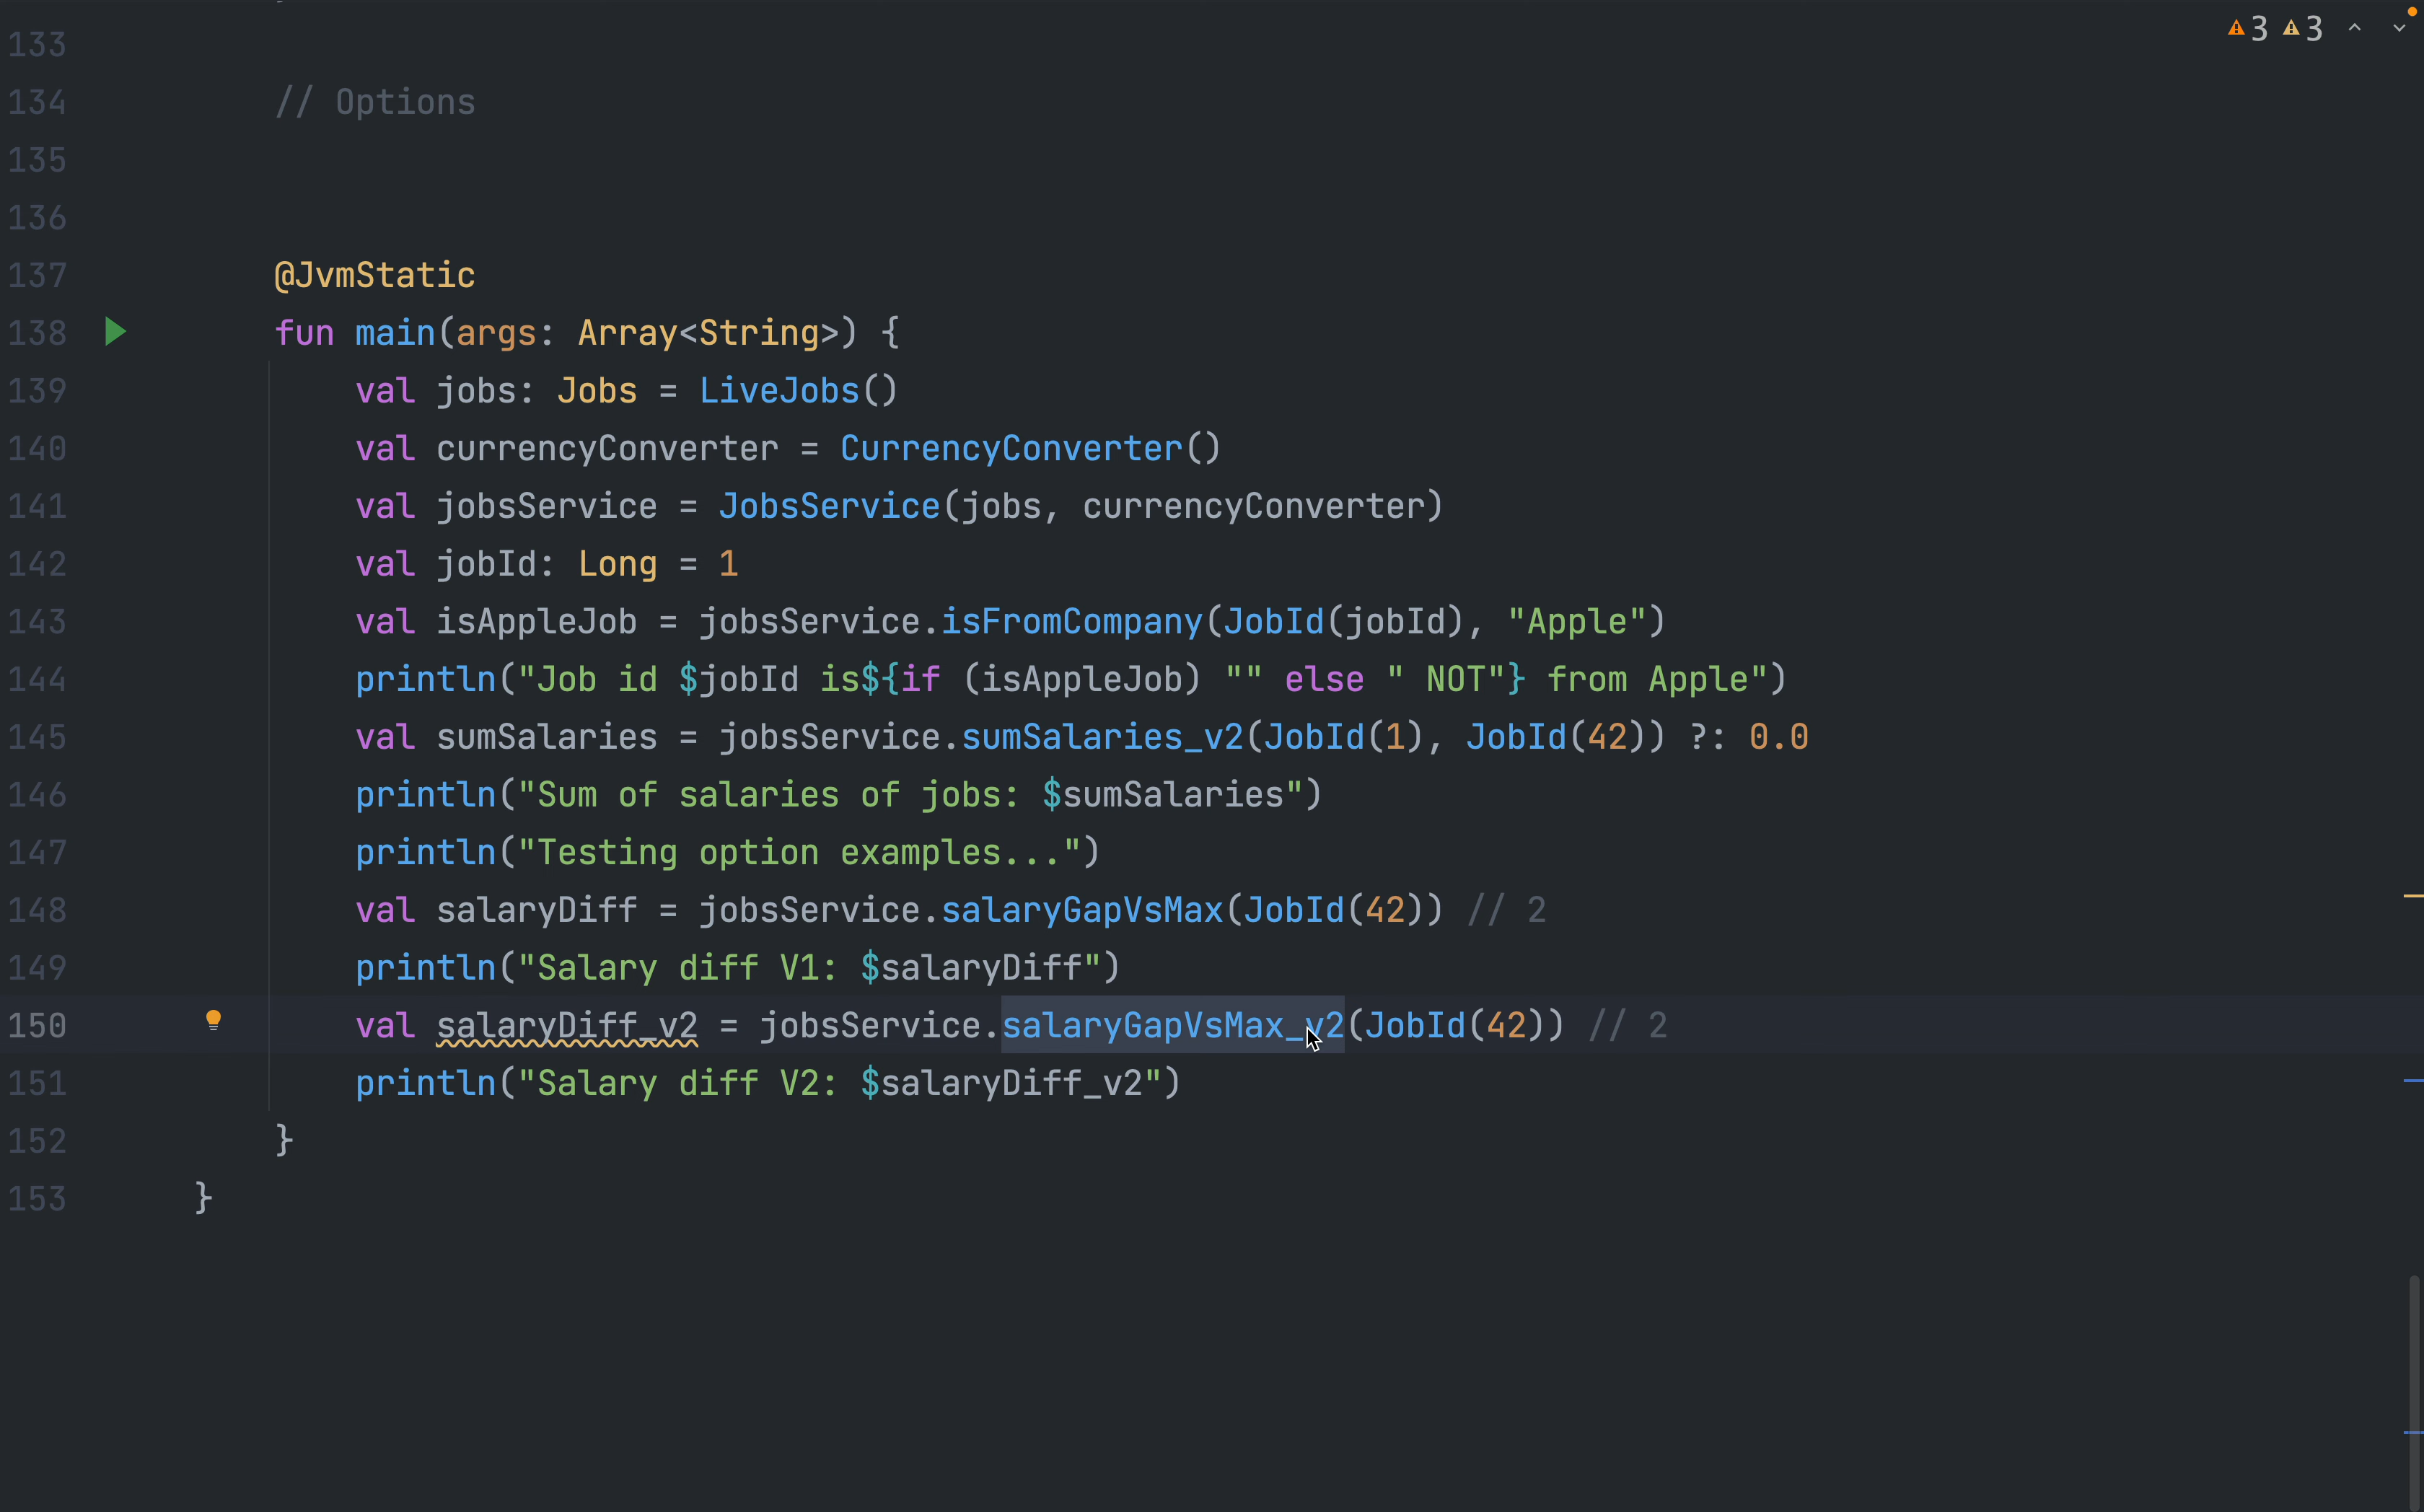 3 3
133
134 // Options
135
136
137 @JvmStatic
138 fun main(args: Array<String>) {
139 val jobs: Jobs = LiveJobs()
140 val currencyConverter = CurrencyConverter()
141 val jobsService = JobsService(jobs, currencyConverter)
142 val jobId: Long = 1
143 val isAppleJob = jobsService.isFromCompany(JobId(jobId), "Apple")
144 println("Job id $jobId is${if (isAppleJob) "" else " NOT"} from Apple")
145 val sumSalaries = jobsService.sumSalaries_v2(JobId(1), JobId(42)) ?: 0.0
146 println("Sum of salaries of jobs: $sumSalaries")
147 println("Testing option examples...")
148 val salaryDiff = jobsService.salaryGapVsMax(JobId(42)) // 2
149 println("Salary diff V1: $salaryDiff")
150 val salaryDiff_v2 = jobsService.salaryGapVsMax_v2(JobId(42)) // 2
151 println("Salary diff V2: $salaryDiff_v2")
152 }
153 }